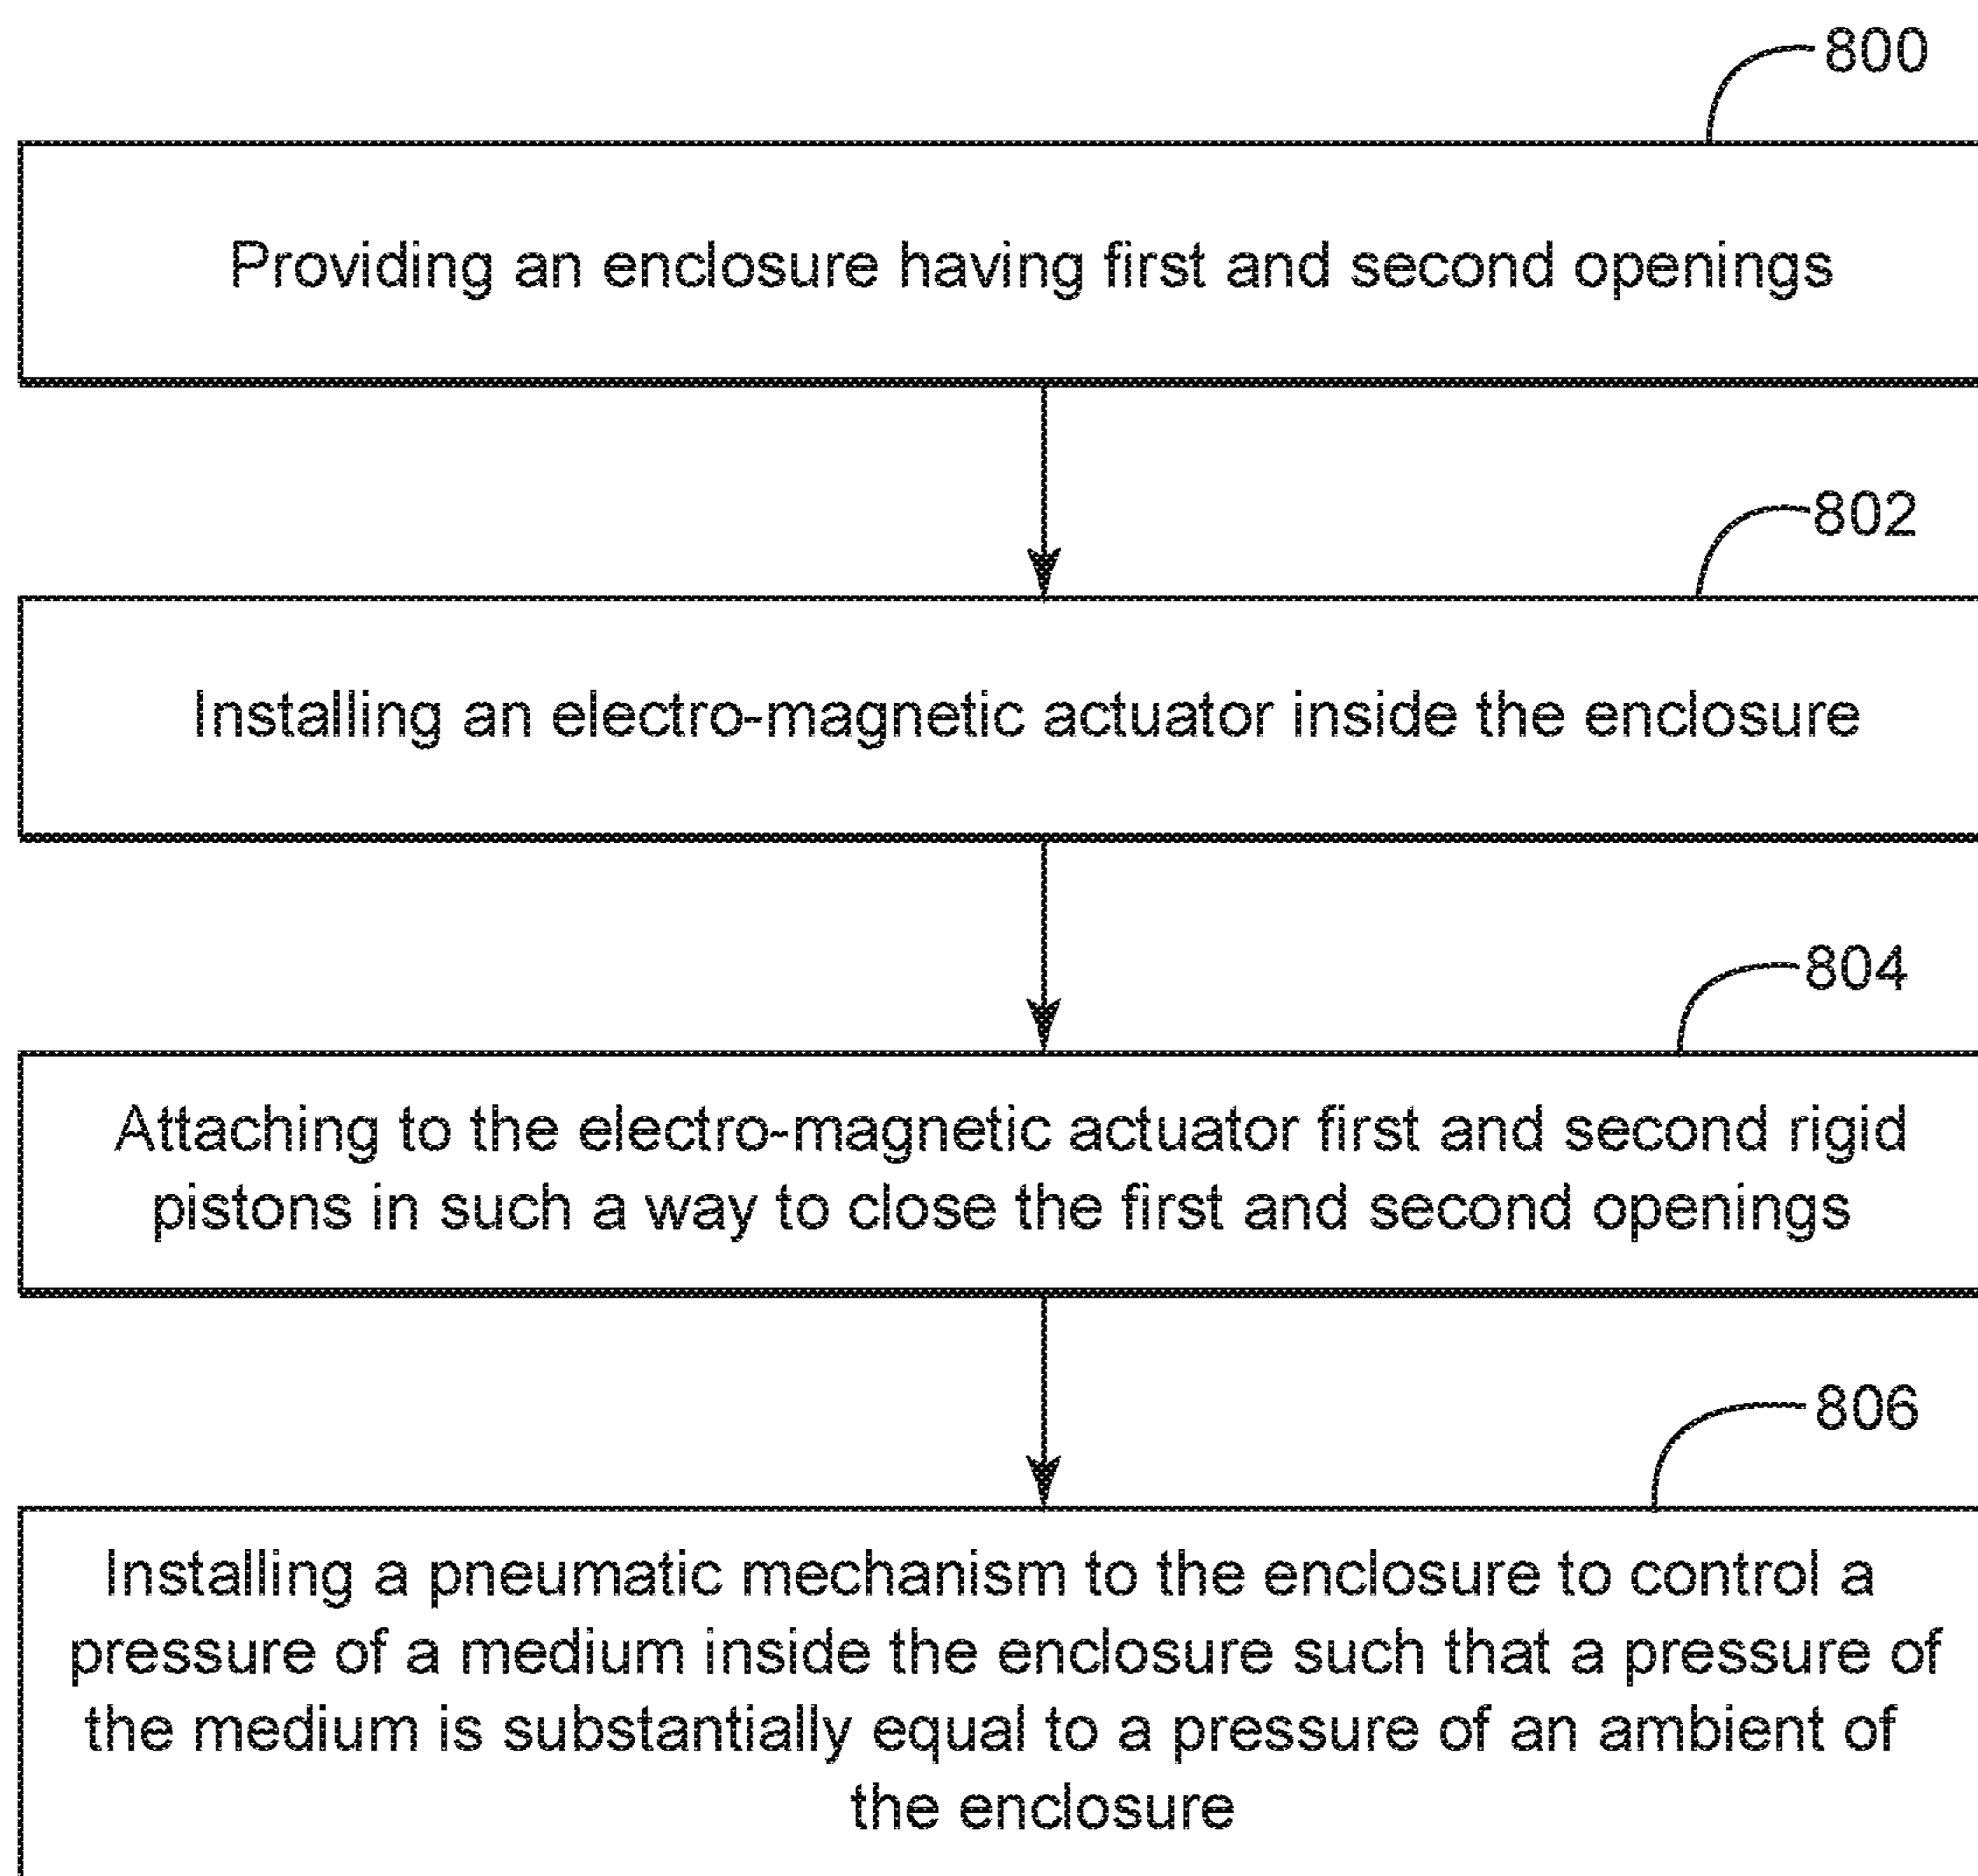 800
Providing an enclosure having first and second openings
802
Installing an electro-magnetic actuator inside the enclosure
804
Attaching to the electro-magnetic actuator first and second rigid
pistons in such a way to close the first and second openings
806
Installing a pneumatic mechanism to the enclosure to control a
pressure of a medium inside the enclosure such that a pressure of
the medium is substantially equal to a pressure of an ambient of
the enclosure